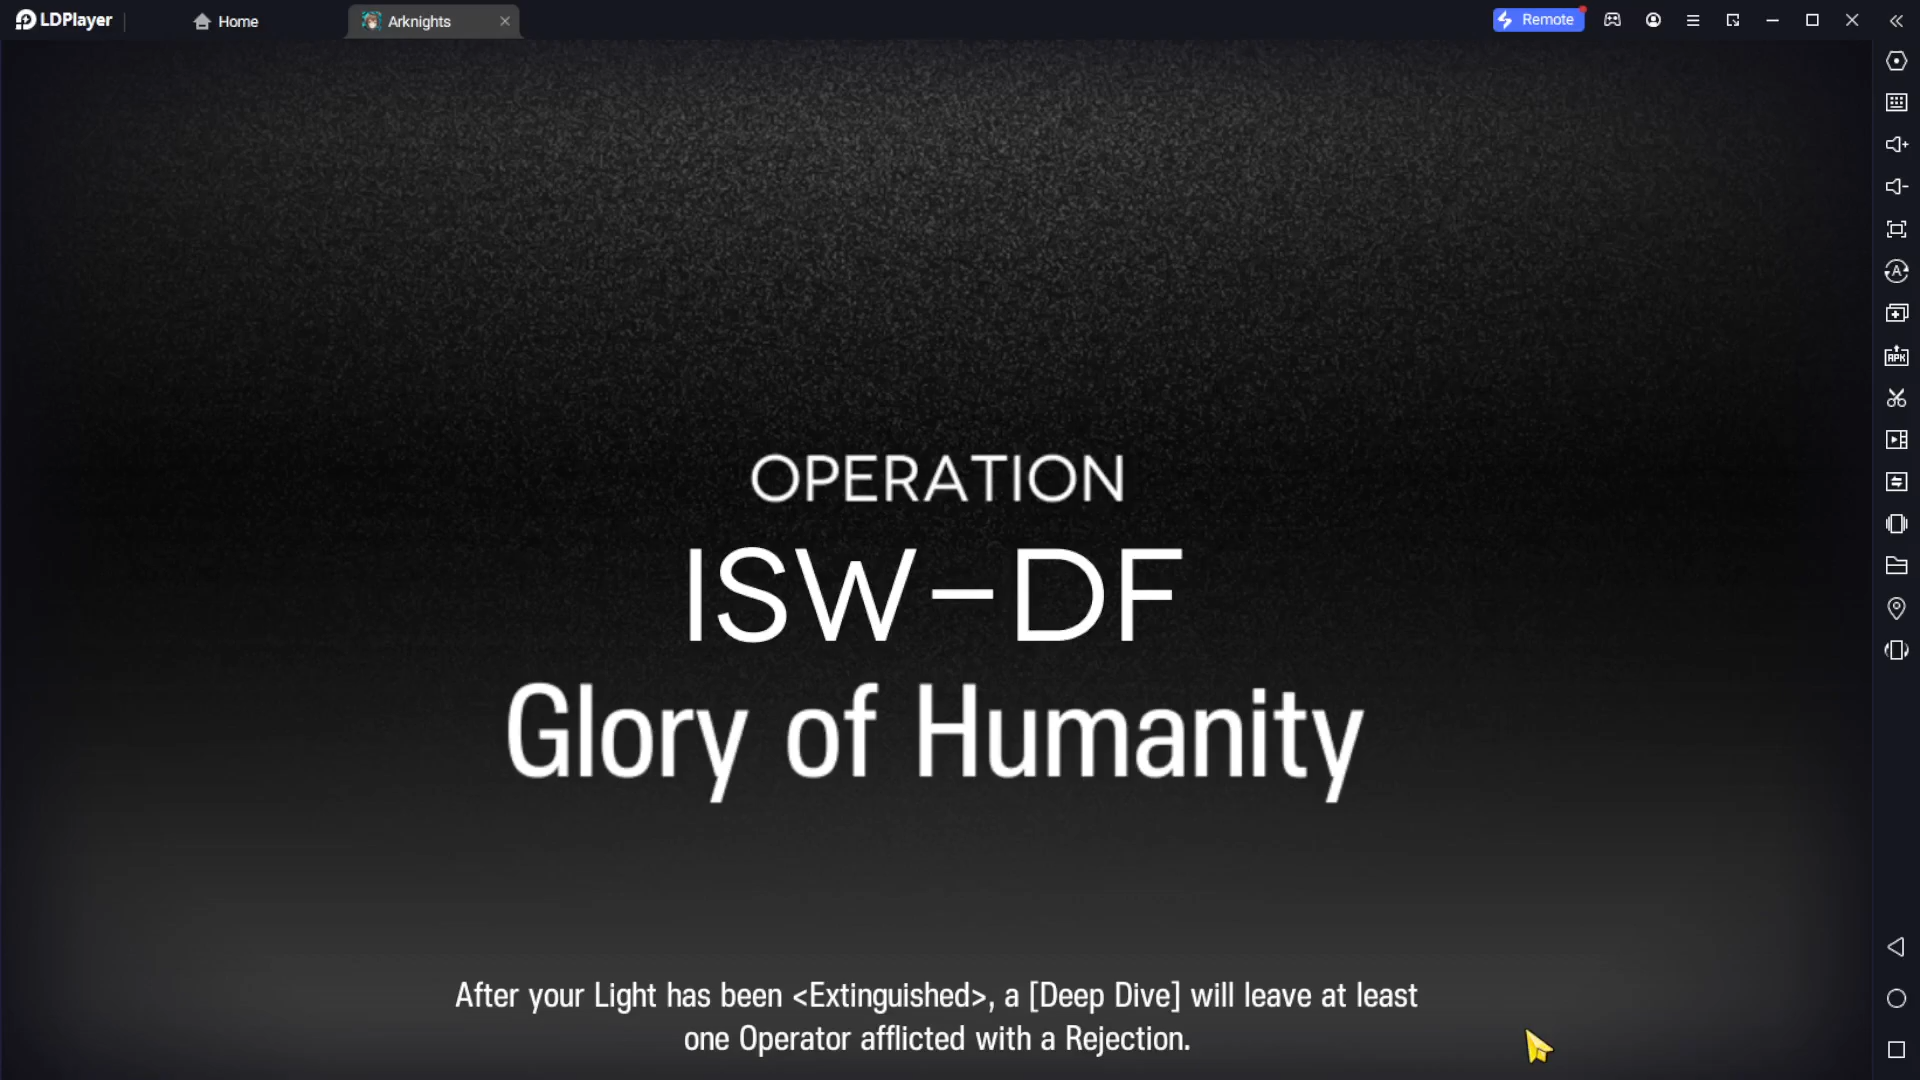 LDPlayer
Home
Arknights
Remote
A
APK
OPERATION
ISW-DF
Glory of Humanity
After your Light has been <Extinguished>, a [Deep Dive] will leave at least
one Operator afflicted with a Rejection.